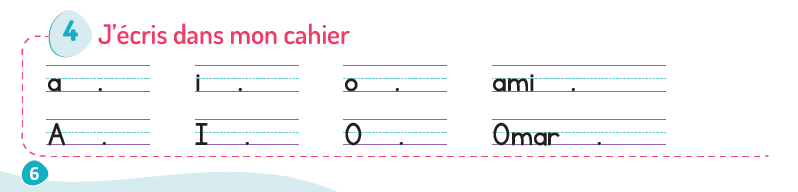 4 J'écris dans mon cahier
a . i . o . ami .
A . I . O . Omar .
6